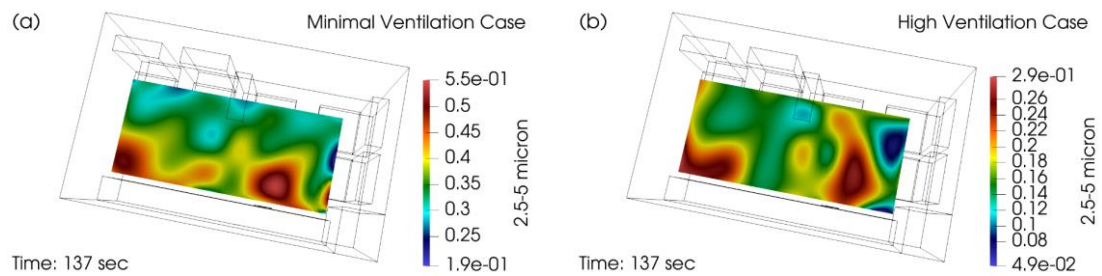 (a) Minimal Ventilation Case
5.5e-01
0.5
0.45
0.4
0.35
0.3
0.25
1.9e-01
2.5-5 micron
Time: 137 sec
(b) High Ventilation Case
2.9e-01
0.26
0.24
0.22
0.2
0.18
0.16
0.14
0.12
0.1
0.08
4.9e-02
2.5-5 micron
Time: 137 sec